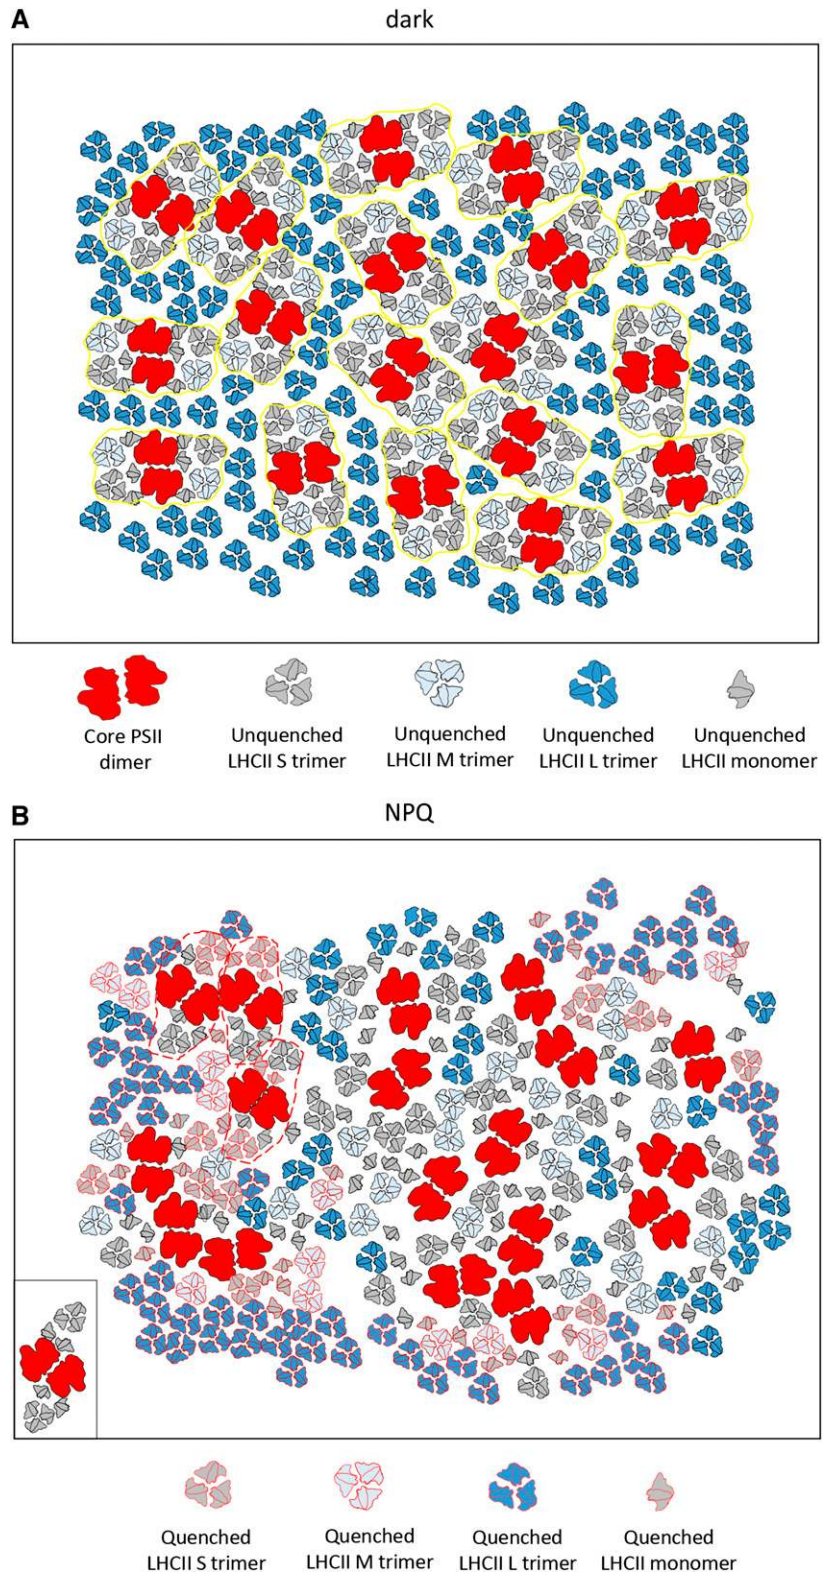 A
dark
Core PSII
dimer
Unquenched
LHCII S trimer
Unquenched
LHCII M trimer
Unquenched
LHCII L trimer
Unquenched
LHCII monomer
B
NPQ
Quenched
LHCII S trimer
Quenched
LHCII M trimer
Quenched
LHCII L trimer
Quenched
LHCII monomer